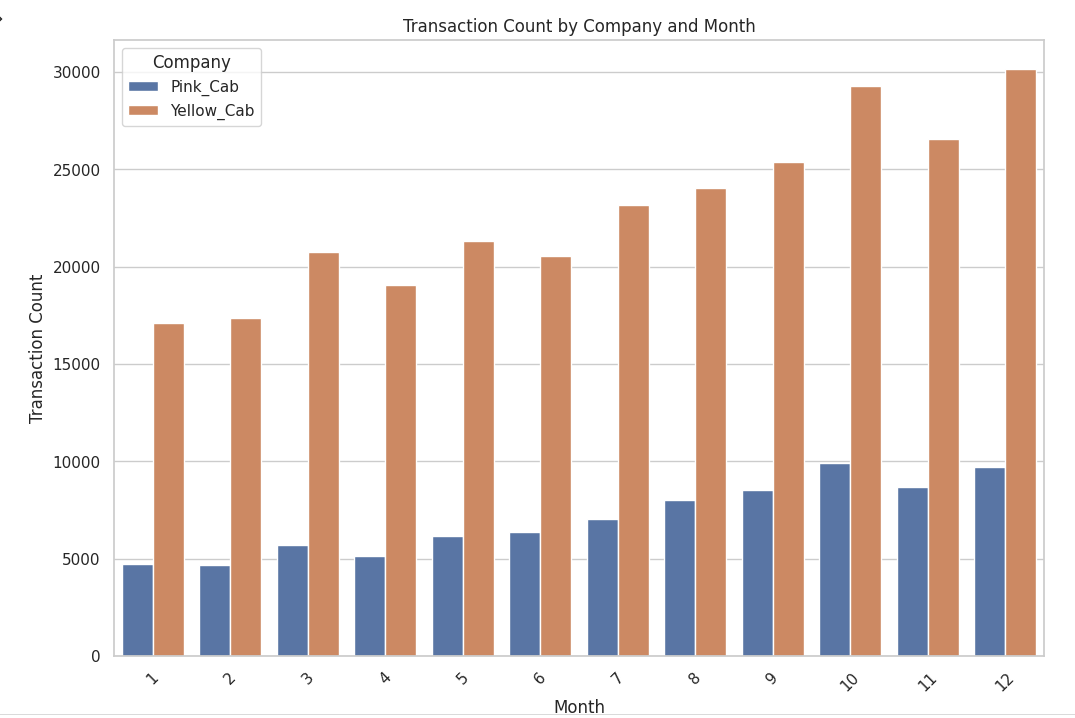 Transaction Count by Company and Month
Company
Pink_Cab
Yellow_Cab
30000
25000
20000
15000
10000
5000
0
Transaction Count
1 2 3 4 5 6 7 8 9 10 11 12
Month